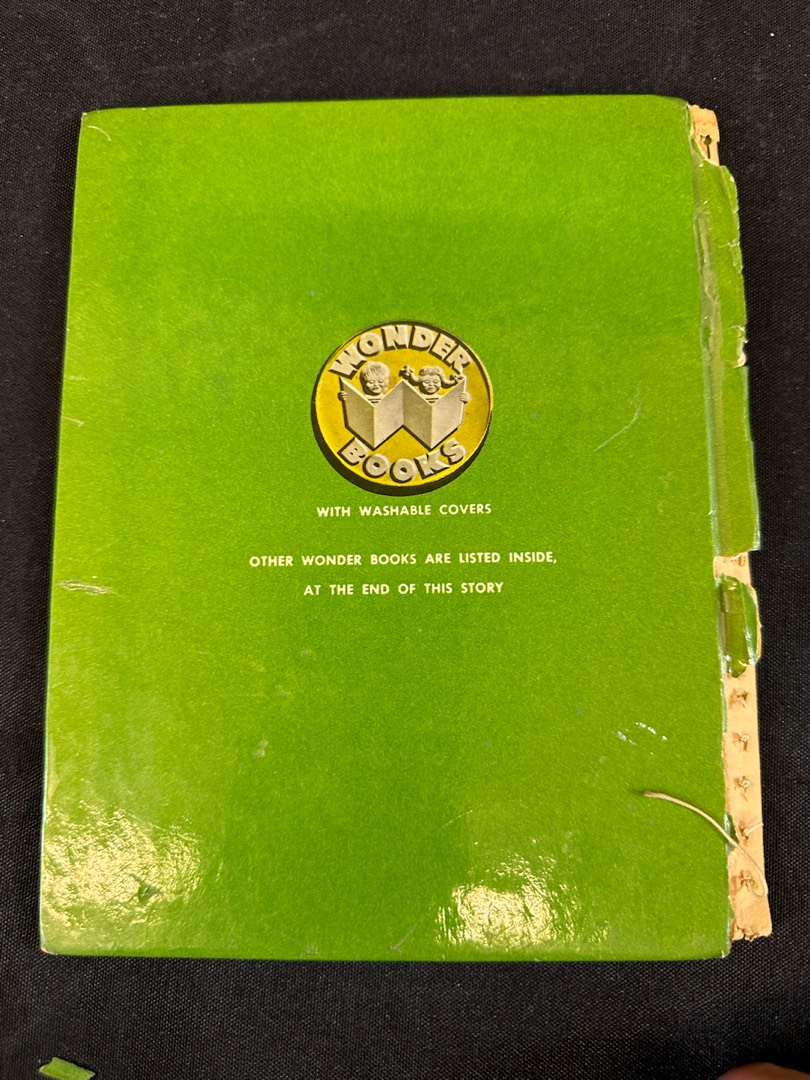 WONDER
BOOKS
WITH WASHABLE COVERS
OTHER WONDER BOOKS ARE LISTED INSIDE,
AT THE END OF THIS STORY